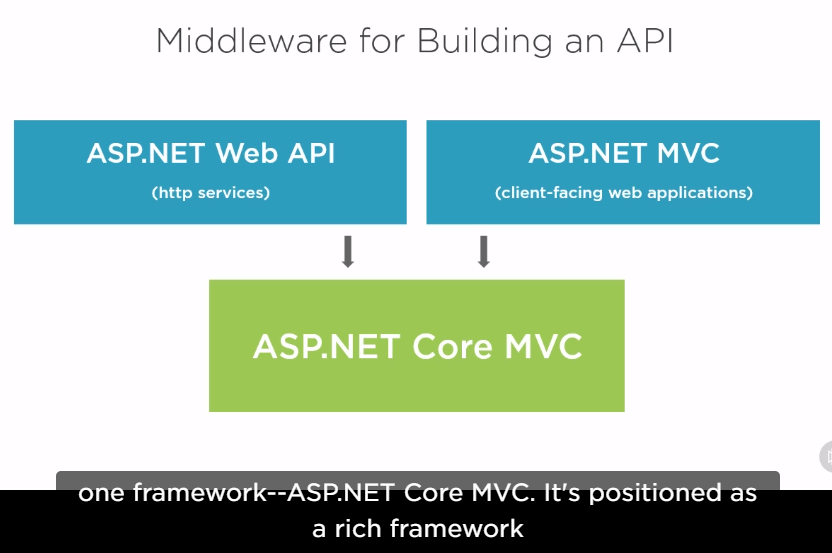 Middleware for Building an API
ASP.NET Web API
(http services)
ASP.NET MVC
(client-facing web applications)
ASP.NET Core MVC
one framework--ASP.NET Core MVC. It's positioned as
a rich framework